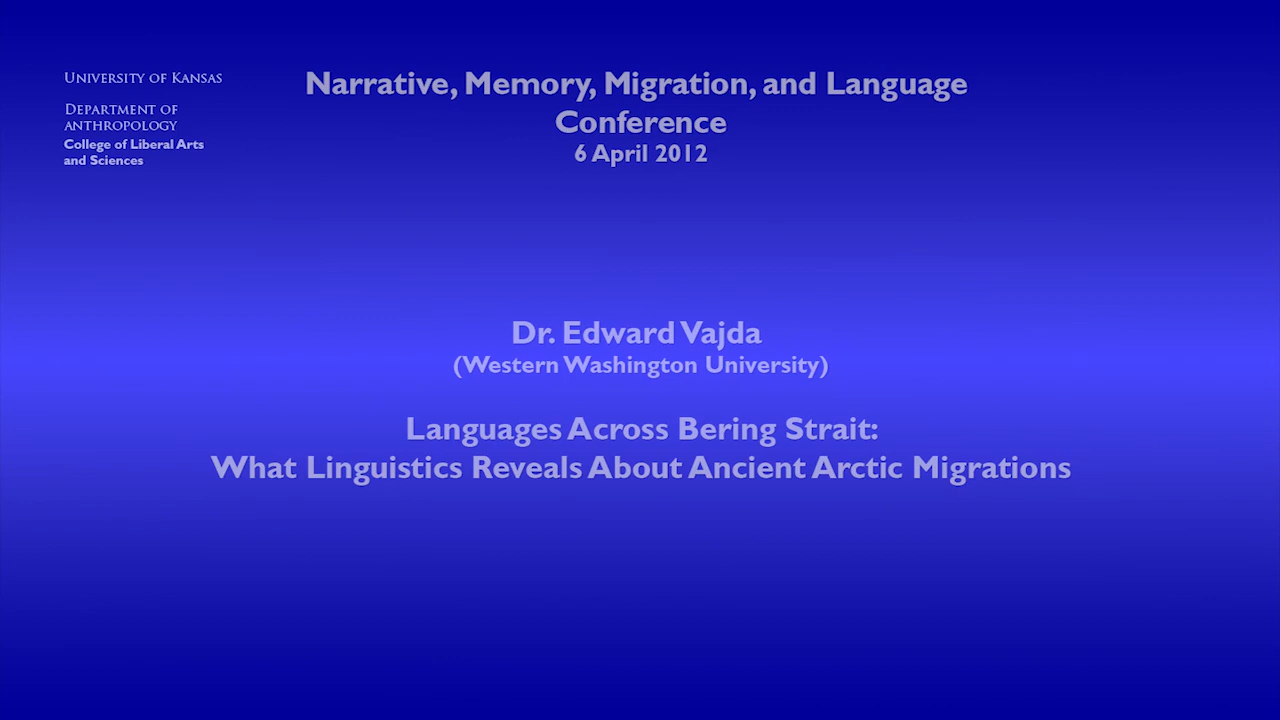 University of Kansas
Department of
Anthropology
College of Liberal Arts
and Sciences
Narrative, Memory, Migration, and Language
Conference
6 April 2012
Dr. Edward Vajda
(Western Washington University)
Languages Across Bering Strait:
What Linguistics Reveals About Ancient Arctic Migrations